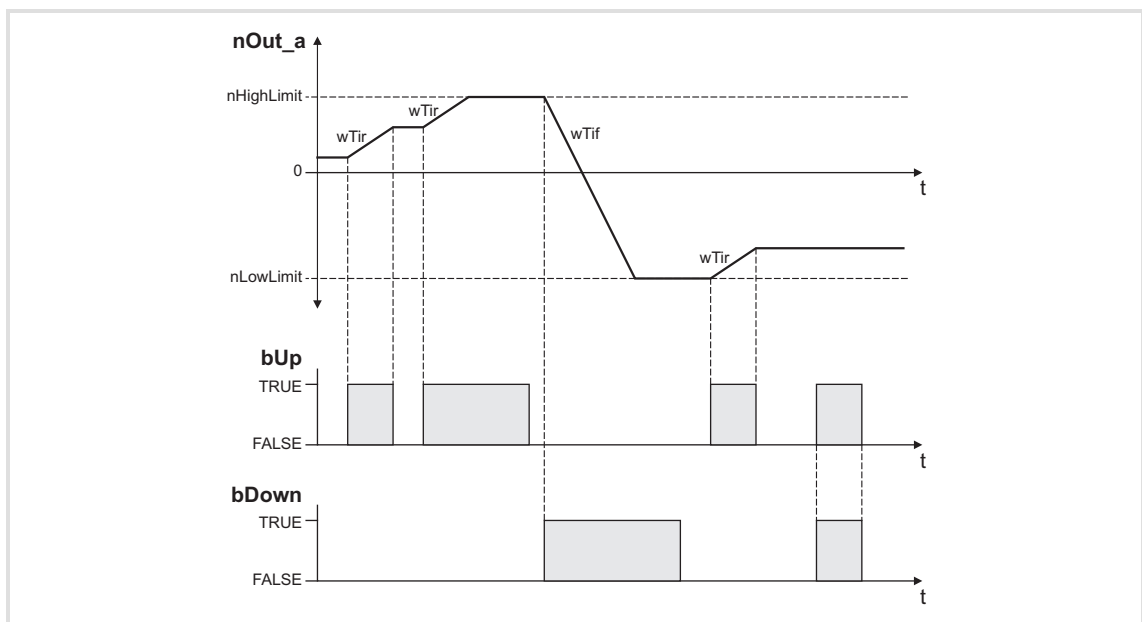 nOut_a
nHighLimit
wTir
wTir
wTif
0
t
wTir
nLowLimit
bUp
TRUE
FALSE
t
bDown
TRUE
FALSE
t